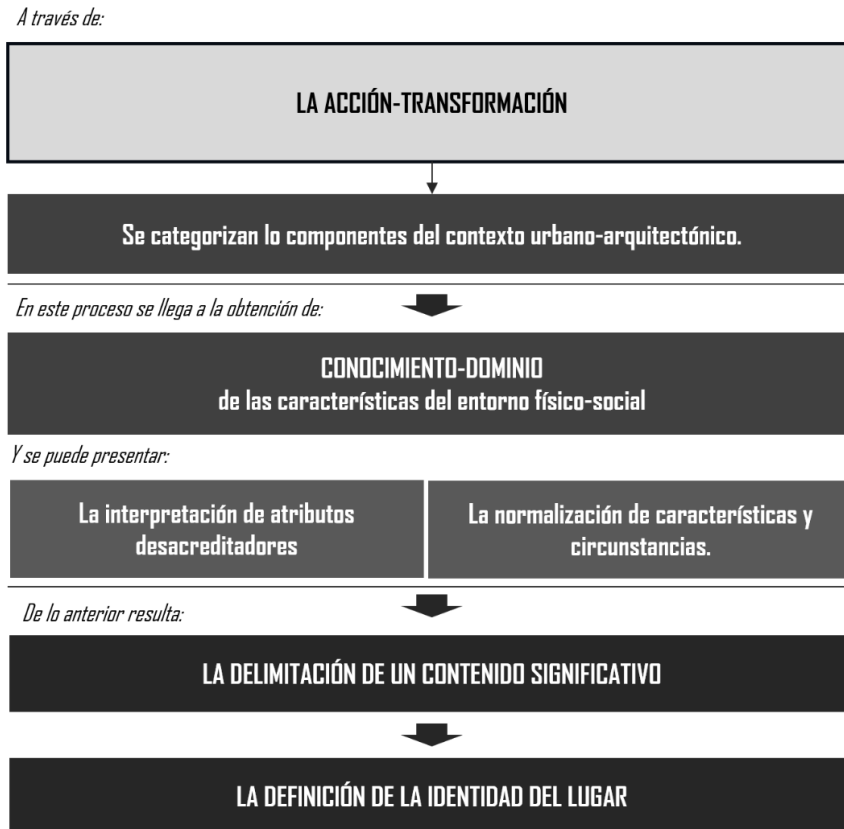 A través de:
LA ACCIÓN-TRANSFORMACIÓN
Se categorizan lo componentes del contexto urbano-arquitectónico.
En este proceso se llega a la obtención de:
CONOCIMIENTO-DOMINIO
de las características del entorno físico-social
Y se puede presentar:
La interpretación de atributos
desacreditadores
La normalización de características y
circunstancias.
De lo anterior resulta:
LA DELIMITACIÓN DE UN CONTENIDO SIGNIFICATIVO
LA DEFINICIÓN DE LA IDENTIDAD DEL LUGAR